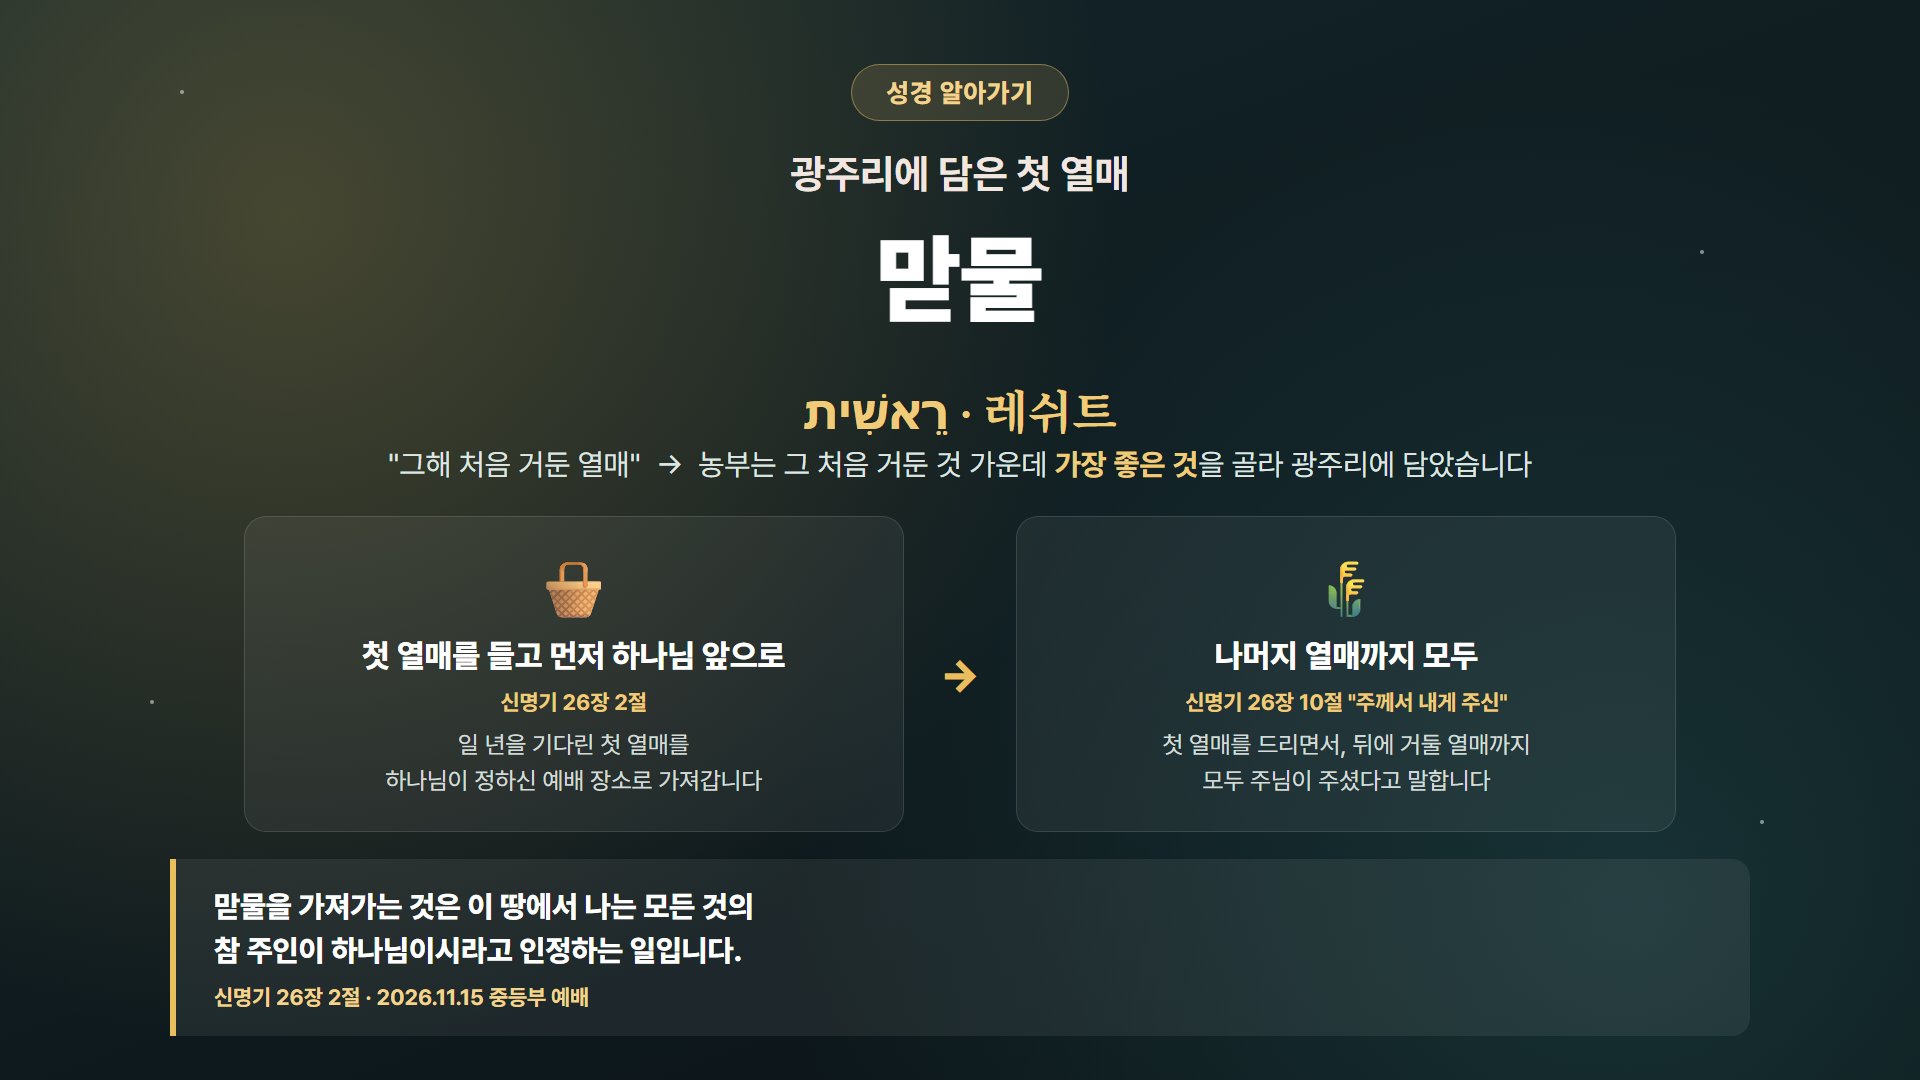 성경 알아가기
광주리에 담은 첫 열매
맏물
רֵאשִׁית · 레쉬트
"그해 처음 거둔 열매" → 농부는 그 처음 거둔 것 가운데 가장 좋은 것을 골라 광주리에 담았습니다
첫 열매를 들고 먼저 하나님 앞으로
신명기 26장 2절
일 년을 기다린 첫 열매를
하나님이 정하신 예배 장소로 가져갑니다
→
나머지 열매까지 모두
신명기 26장 10절 "주께서 내게 주신"
첫 열매를 드리면서, 뒤에 거둘 열매까지
모두 주님이 주셨다고 말합니다
맏물을 가져가는 것은 이 땅에서 나는 모든 것의
참 주인이 하나님이시라고 인정하는 일입니다.
신명기 26장 2절 · 2026.11.15 중등부 예배